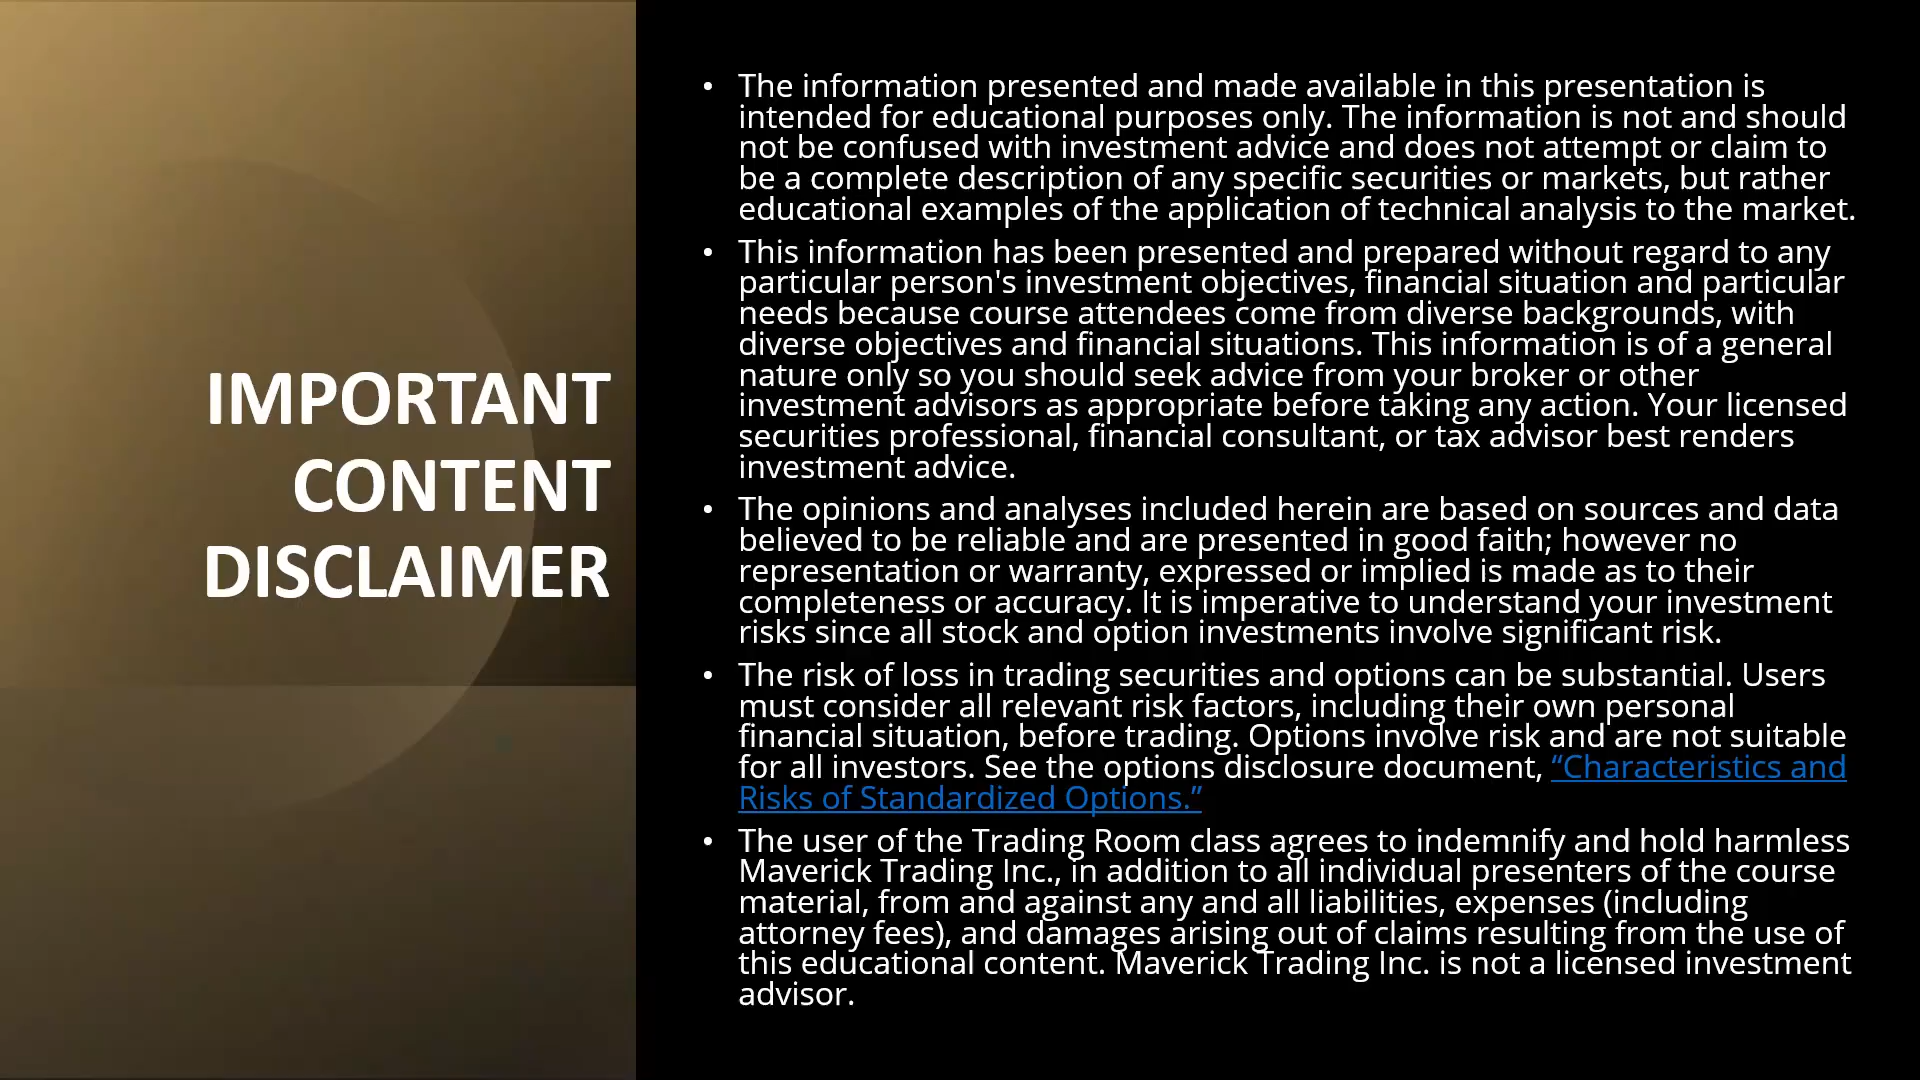 IMPORTANT
CONTENT
DISCLAIMER
• The information presented and made available in this presentation is
intended for educational purposes only. The information is not and should
not be confused with investment advice and does not attempt or claim to
be a complete description of any specific securities or markets, but rather
educational examples of the application of technical analysis to the market.
• This information has been presented and prepared without regard to any
particular person's investment objectives, financial situation and particular
needs because course attendees come from diverse backgrounds, with
diverse objectives and financial situations. This information is of a general
nature only so you should seek advice from your broker or other
investment advisors as appropriate before taking any action. Your licensed
securities professional, financial consultant, or tax advisor best renders
investment advice.
• The opinions and analyses included herein are based on sources and data
believed to be reliable and are presented in good faith; however no
representation or warranty, expressed or implied is made as to their
completeness or accuracy. It is imperative to understand your investment
risks since all stock and option investments involve significant risk.
• The risk of loss in trading securities and options can be substantial. Users
must consider all relevant risk factors, including their own personal
financial situation, before trading. Options involve risk and are not suitable
for all investors. See the options disclosure document, “Characteristics and
Risks of Standardized Options.”
• The user of the Trading Room class agrees to indemnify and hold harmless
Maverick Trading Inc., in addition to all individual presenters of the course
material, from and against any and all liabilities, expenses (including
attorney fees), and damages arising out of claims resulting from the use of
this educational content. Maverick Trading Inc. is not a licensed investment
advisor.